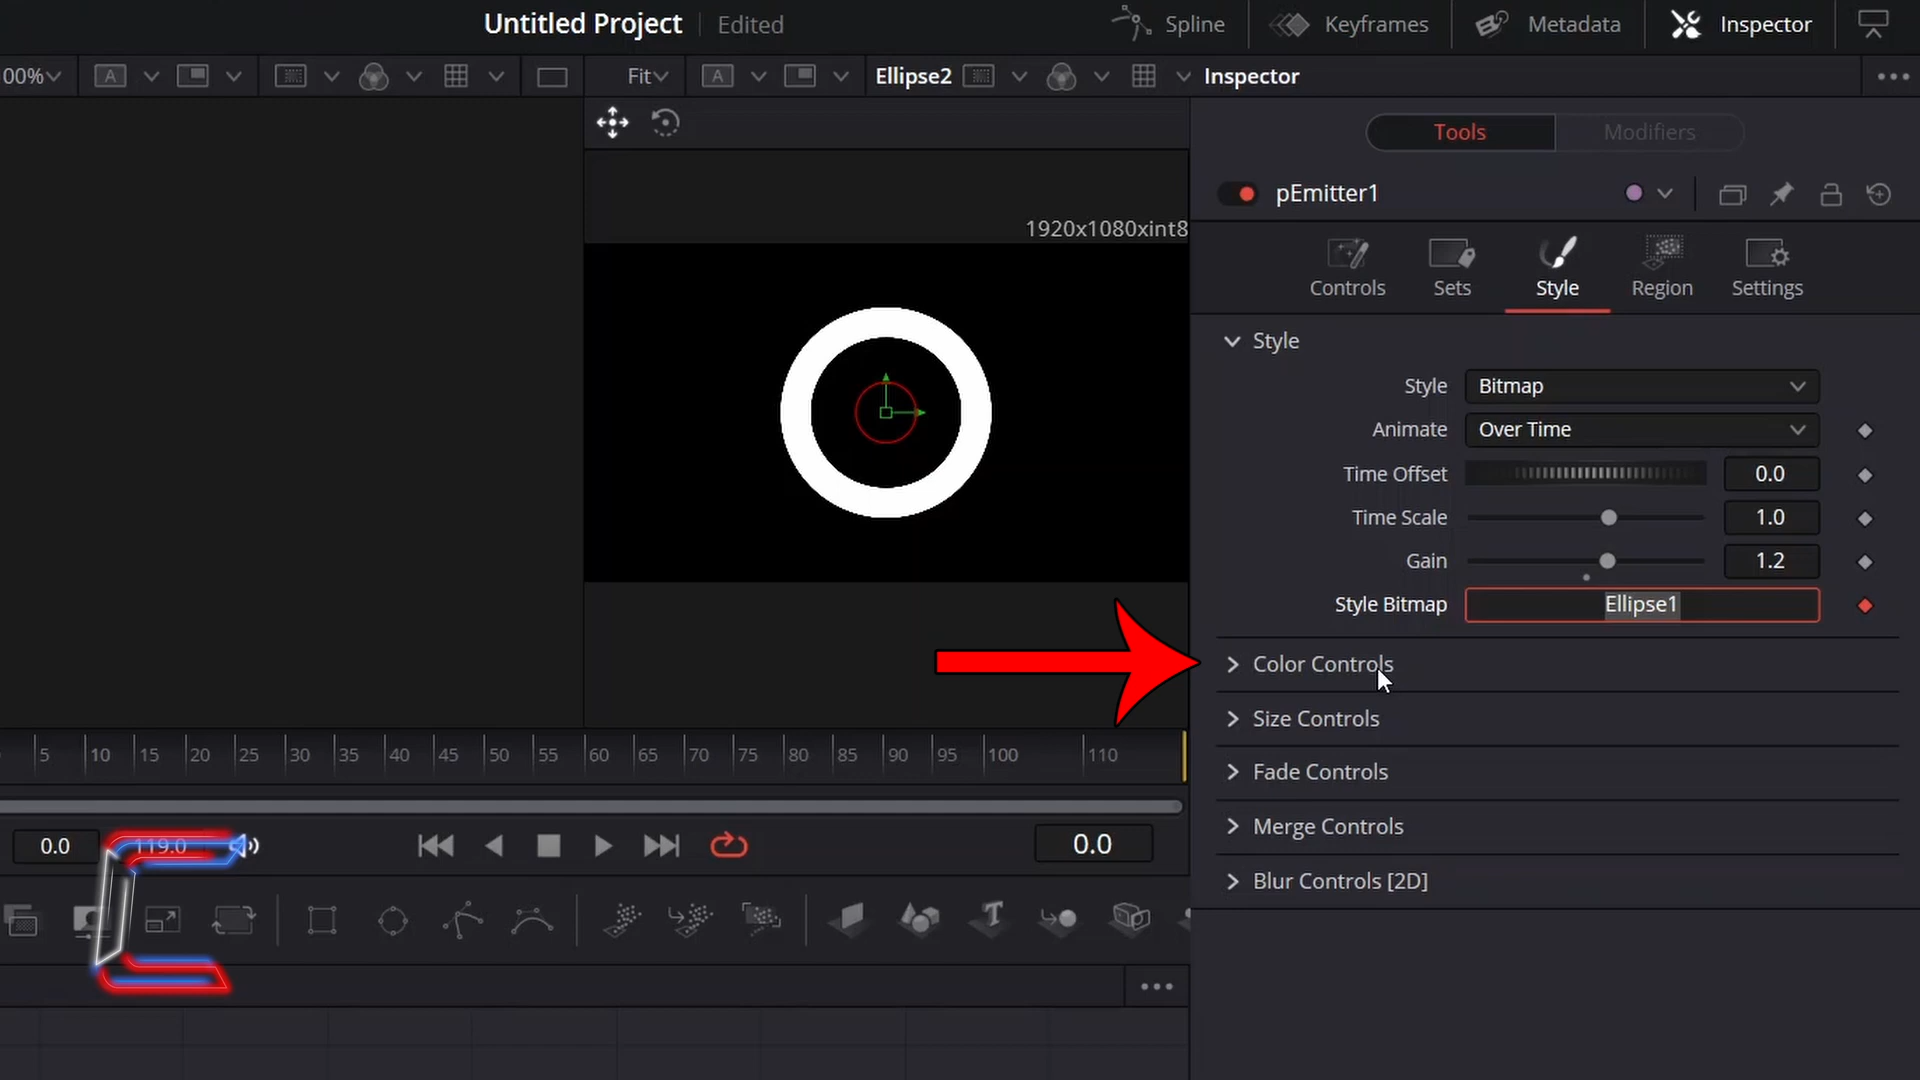 Untitled Project Edited Spline Keyframes Metadata Inspector
00% A Fit A Ellipse2 Inspector
Tools Modifiers
pEmitter1
1920x1080xint8
Controls Sets Style Region Settings
Style
Style Bitmap
Animate Over Time
Time Offset 0.0
Time Scale 1.0
Gain 1.2
Style Bitmap Ellipse1
Color Controls
Size Controls
Fade Controls
Merge Controls
Blur Controls [2D]
5 10 15 20 25 30 35 40 45 50 55 60 65 70 75 80 85 90 95 100 110
0.0 119.0 0.0
T